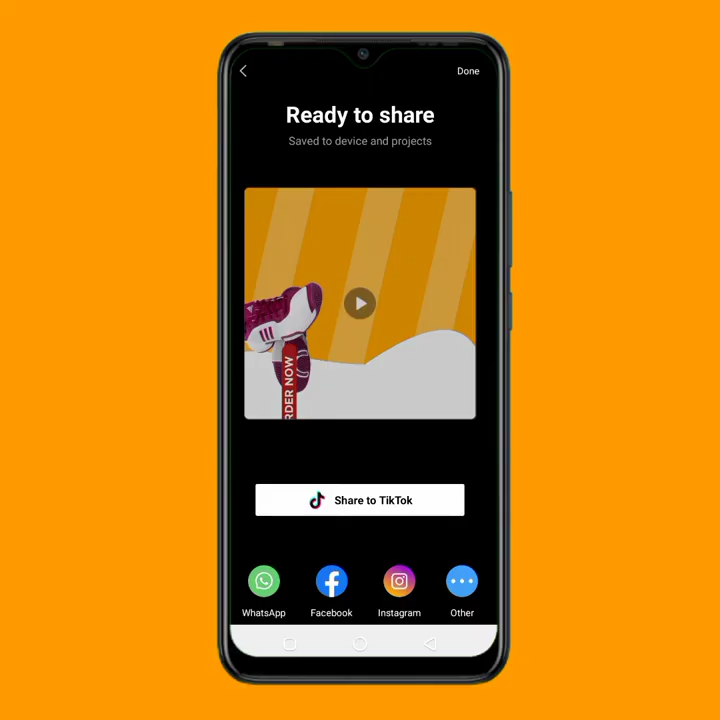 Done
Ready to share
Saved to device and projects
RDER NOW
Share to TikTok
WhatsApp
Facebook
Instagram
Other